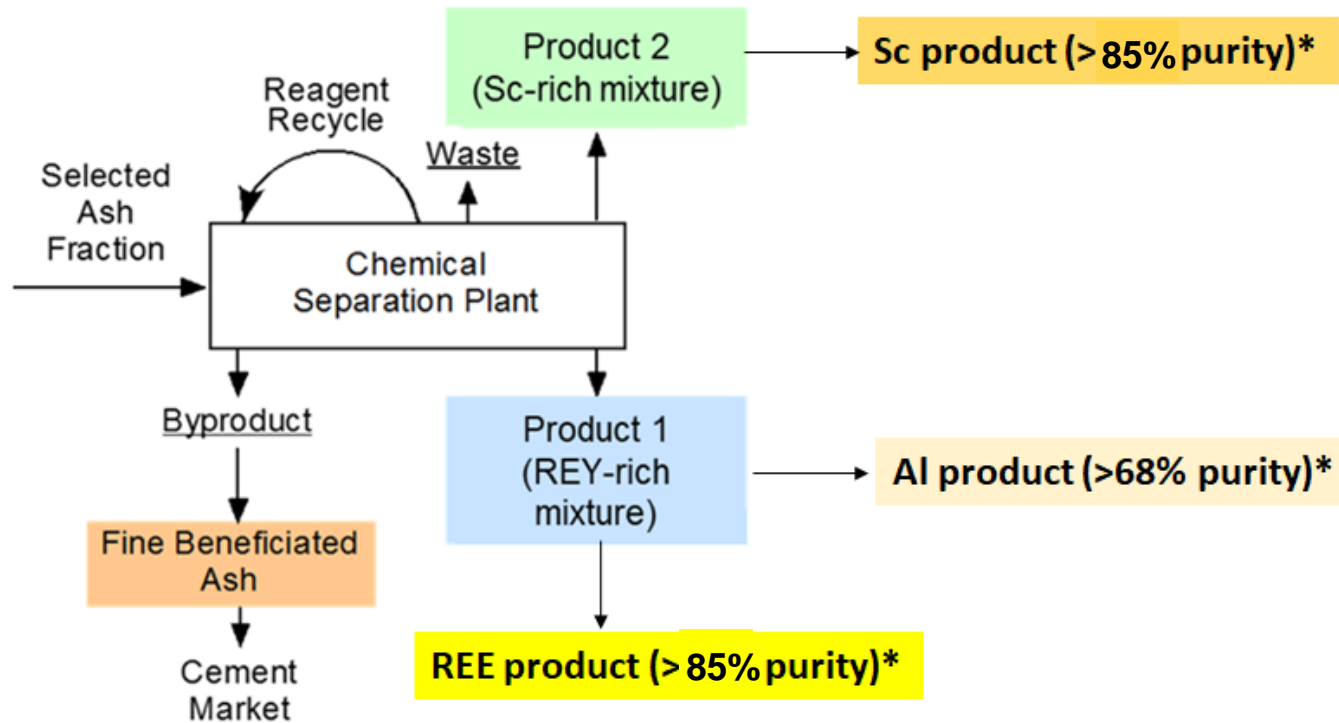 Product 2
(Sc-rich mixture)
Sc product (> 85% purity)*
Reagent
Recycle
Waste
Selected
Ash
Fraction
Chemical
Separation Plant
Byproduct
Product 1
(REY-rich
mixture)
Al product (>68% purity)*
Fine Beneficiated
Ash
REE product (> 85% purity)*
Cement
Market